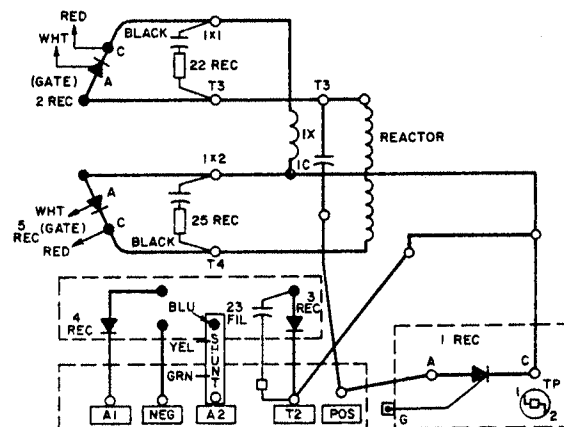 RED
WHT
C
BLACK
1X1
(GATE)
A
22 REC
2 REC
T3
T3
1X
REACTOR
1C
1X2
A
WHT
5 REC
(GATE)
C
25 REC
RED
BLACK
T4
BLU
23 FIL
3 REC
4 REC
YEL
SHUNT
GRN
1 REC
A
C
TP
1
2
G
A1
NEG
A2
T2
POS